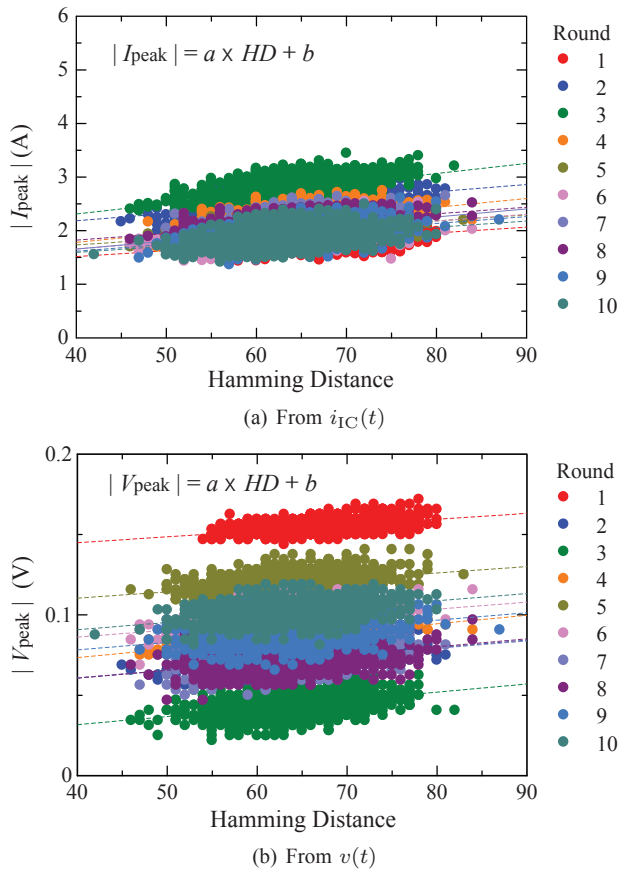 | Ipeak | = a x HD + b
| Ipeak | (A)
6
5
4
3
2
1
0
40 50 60 70 80 90
Hamming Distance
Round
1
2
3
4
5
6
7
8
9
10
(a) From iIC(t)
| Vpeak | = a x HD + b
| Vpeak | (V)
0.2
0.1
0
40 50 60 70 80 90
Hamming Distance
Round
1
2
3
4
5
6
7
8
9
10
(b) From v(t)